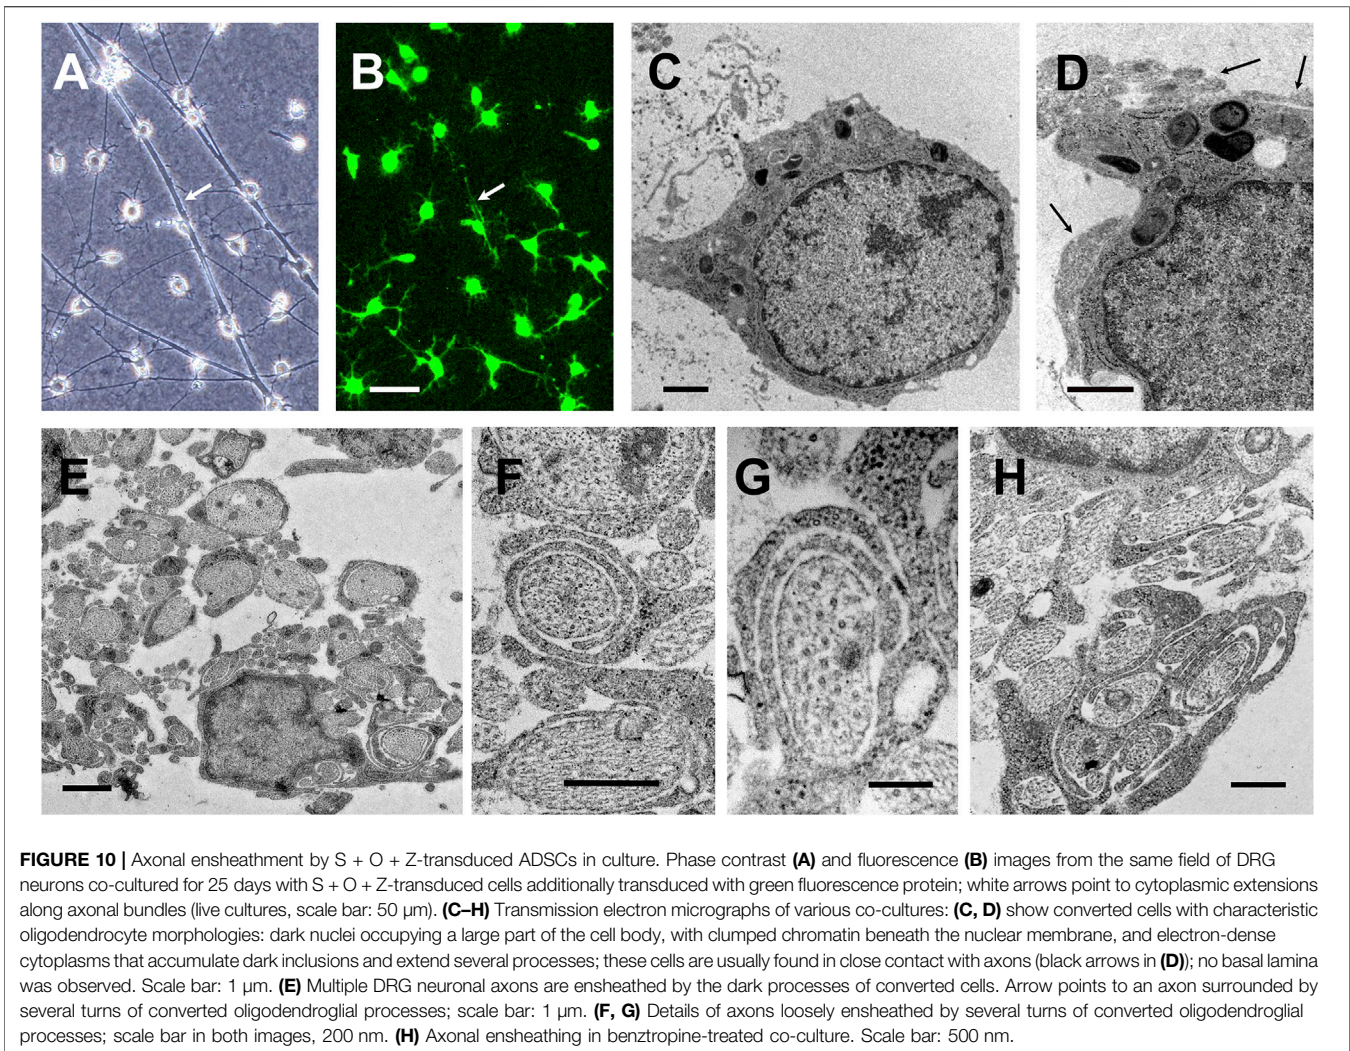 A
B
C
D
E
F
G
H
FIGURE 10 | Axonal ensheathment by S + O + Z-transduced ADSCs in culture. Phase contrast (A) and fluorescence (B) images from the same field of DRG
neurons co-cultured for 25 days with S + O + Z-transduced cells additionally transduced with green fluorescence protein; white arrows point to cytoplasmic extensions
along axonal bundles (live cultures, scale bar: 50 μm). (C–H) Transmission electron micrographs of various co-cultures: (C, D) show converted cells with characteristic
oligodendrocyte morphologies: dark nuclei occupying a large part of the cell body, with clumped chromatin beneath the nuclear membrane, and electron-dense
cytoplasms that accumulate dark inclusions and extend several processes; these cells are usually found in close contact with axons (black arrows in (D)); no basal lamina
was observed. Scale bar: 1 μm. (E) Multiple DRG neuronal axons are ensheathed by the dark processes of converted cells. Arrow points to an axon surrounded by
several turns of converted oligodendroglial processes; scale bar: 1 μm. (F, G) Details of axons loosely ensheathed by several turns of converted oligodendroglial
processes; scale bar in both images, 200 nm. (H) Axonal ensheathing in benztropine-treated co-culture. Scale bar: 500 nm.